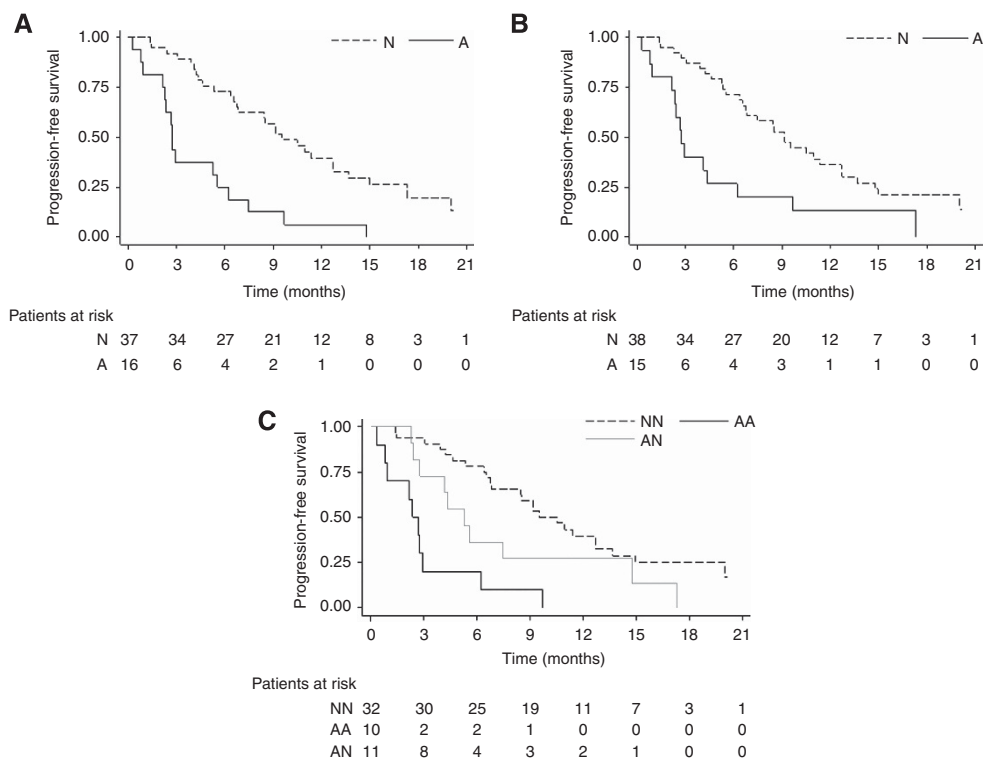 A
B
N A
N A
Progression-free survival
1.00
0.75
0.50
0.25
0.00
0 3 6 9 12 15 18 21
Time (months)
Progression-free survival
1.00
0.75
0.50
0.25
0.00
0 3 6 9 12 15 18 21
Time (months)
Patients at risk
N 37 34 27 21 12 8 3 1
A 16 6 4 2 1 0 0 0
Patients at risk
N 38 34 27 20 12 7 3 1
A 15 6 4 3 1 1 0 0
C
NN AA
AN
Progression-free survival
1.00
0.75
0.50
0.25
0.00
0 3 6 9 12 15 18 21
Time (months)
Patients at risk
NN 32 30 25 19 11 7 3 1
AA 10 2 2 1 0 0 0 0
AN 11 8 4 3 2 1 0 0